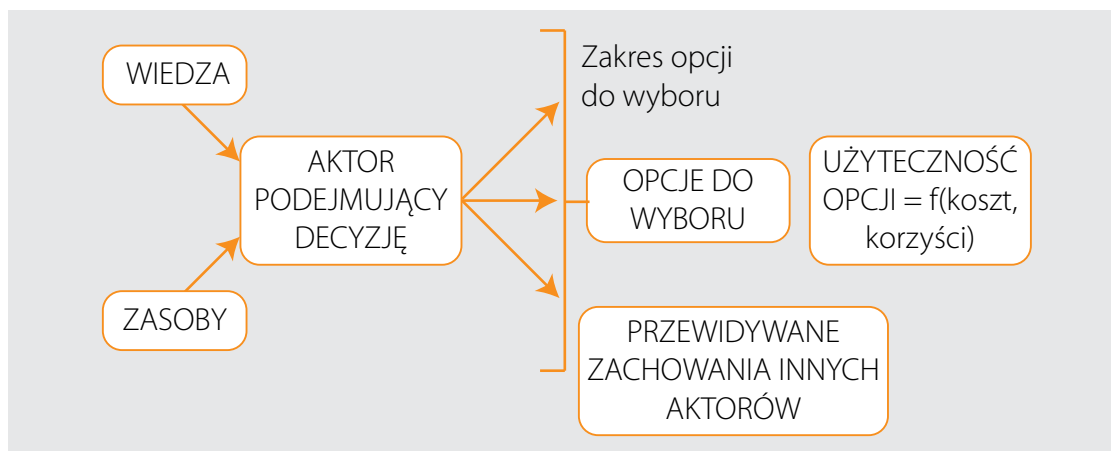 WIEDZA
AKTOR
PODEJMUJĄCY
DECYZJĘ
ZASOBY
Zakres opcji
do wyboru
OPCJE DO
WYBORU
UŻYTECZNOŚĆ
OPCJI = f(koszt,
korzyści)
PRZEWIDYWANE
ZACHOWANIA INNYCH
AKTORÓW